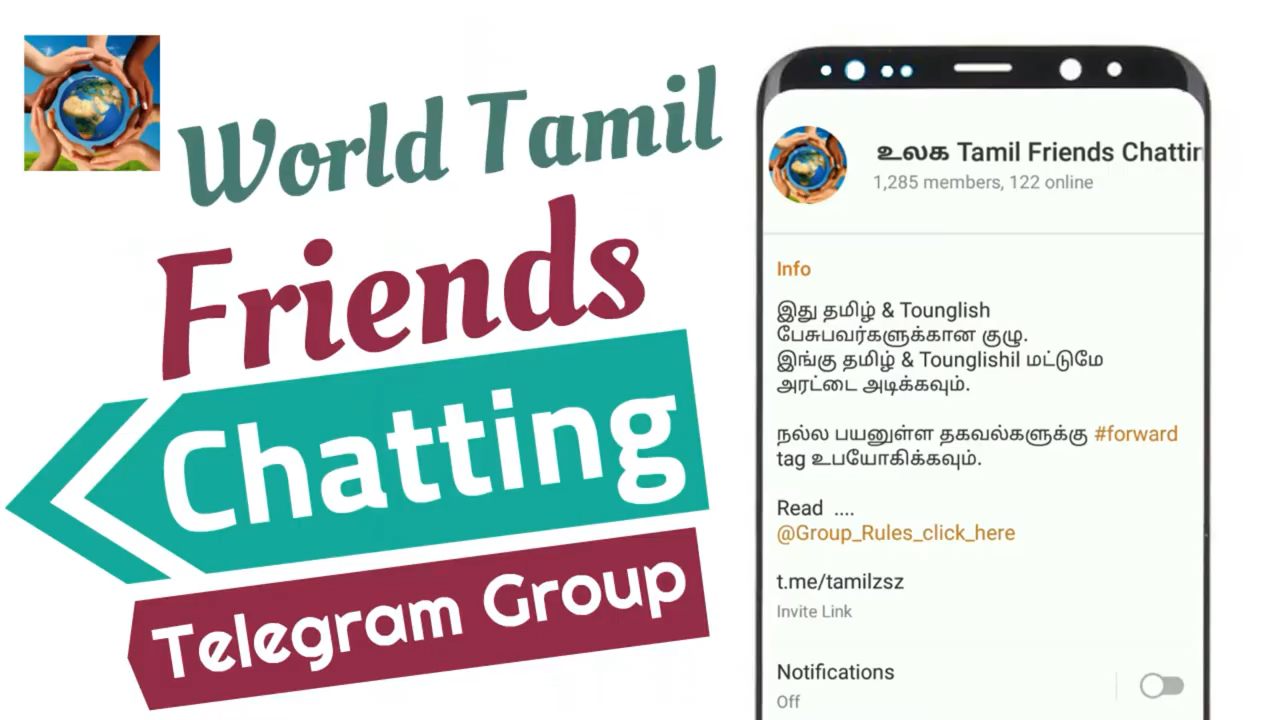 World Tamil
Friends
Chatting
Telegram Group
உலக Tamil Friends Chattin
1,285 members, 122 online
Info
இது தமிழ் & Tounglish
பேசுபவர்களுக்கான குழு.
இங்கு தமிழ் & Tounglishil மட்டுமே
அரட்டை அடிக்கவும்.
நல்ல பயனுள்ள தகவல்களுக்கு #forward
tag உபயோகிக்கவும்.
Read ....
@Group_Rules_click_here
t.me/tamilzsz
Invite Link
Notifications
Off